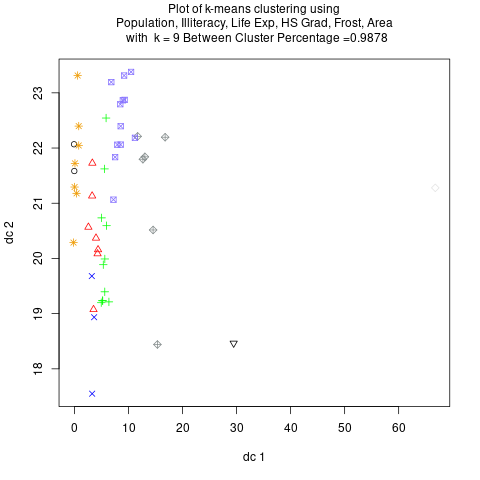 Plot of k-means clustering using
Population, Illiteracy, Life Exp, HS Grad, Frost, Area
with k = 9 Between Cluster Percentage =0.9878
23
22
21
20
19
18
dc 2
0 10 20 30 40 50 60
dc 1